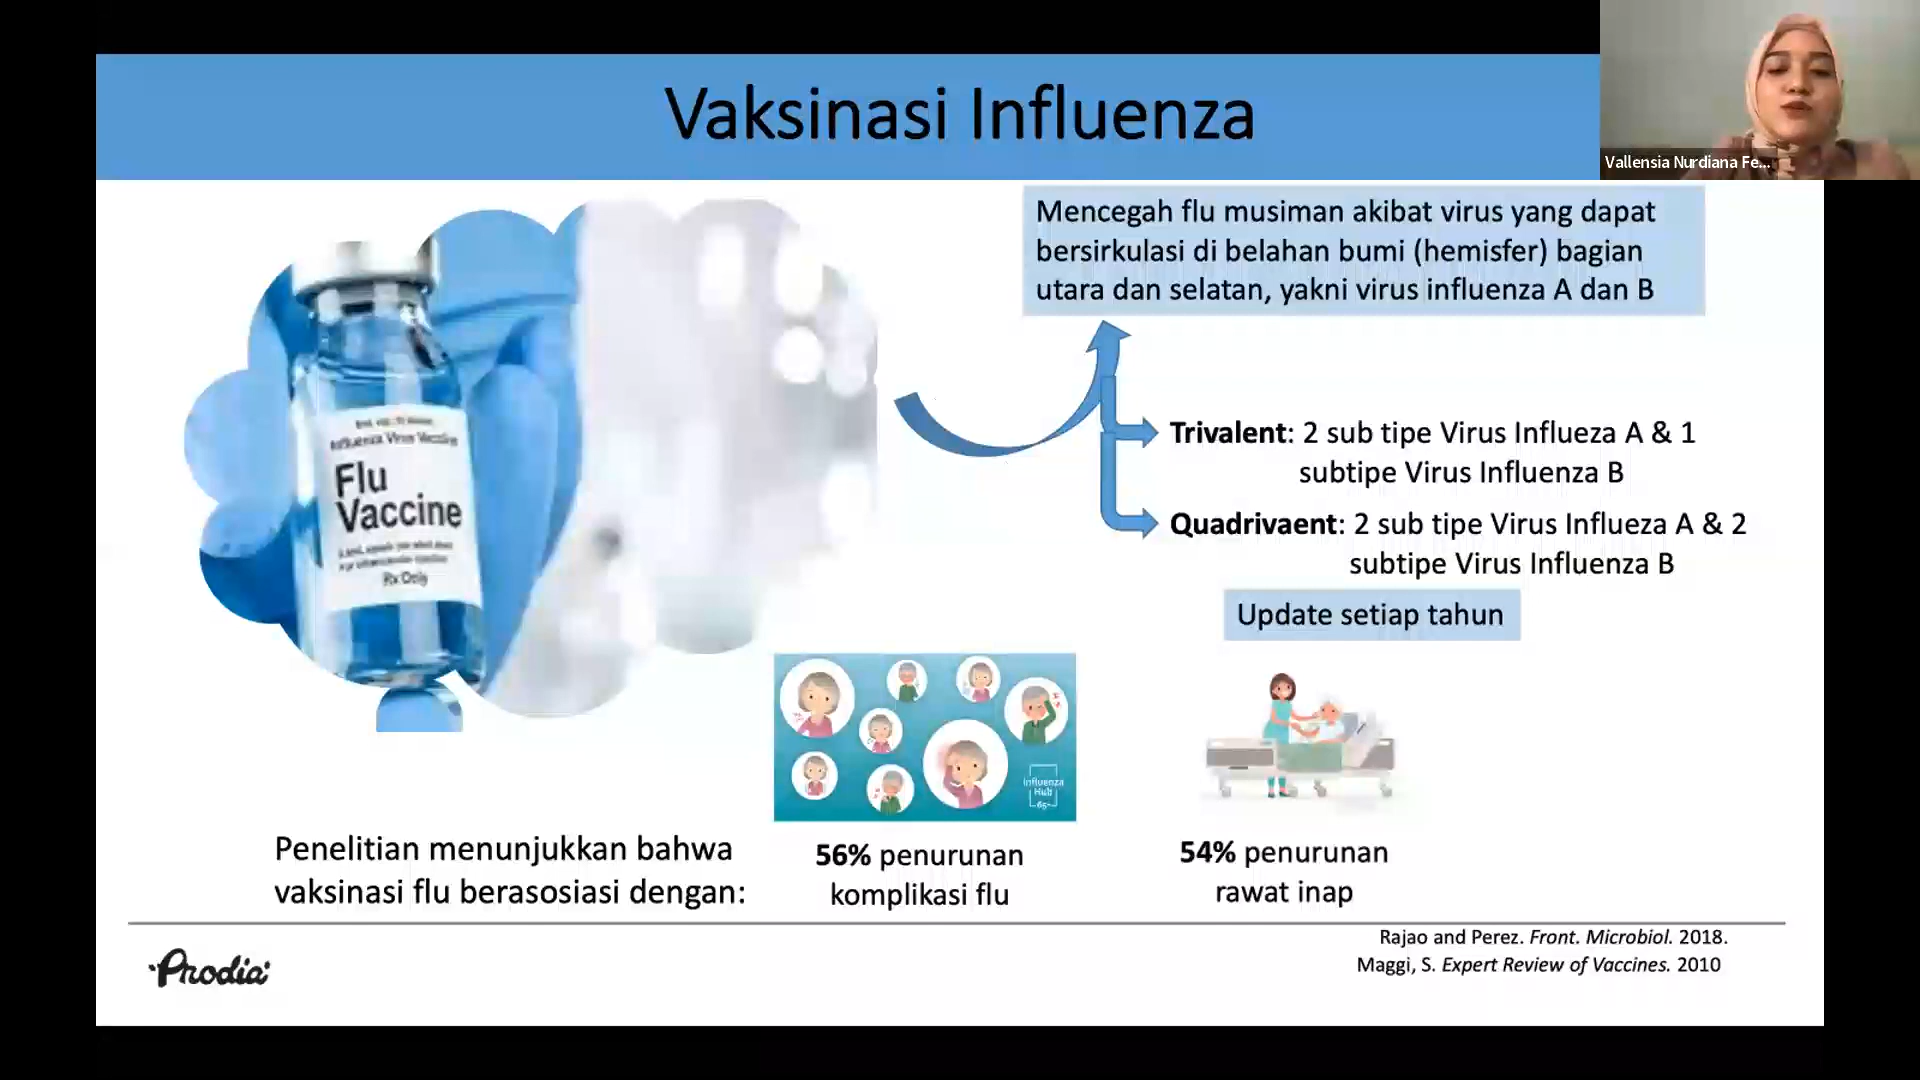 Vaksinasi Influenza
Vallensia Nurdiana Fe...
Mencegah flu musiman akibat virus yang dapat
bersirkulasi di belahan bumi (hemisfer) bagian
utara dan selatan, yakni virus influenza A dan B
Influenza Virus Vaccine
Flu
Vaccine
Rx Only
Trivalent: 2 sub tipe Virus Influeza A & 1
subtipe Virus Influenza B
Quadrivaent: 2 sub tipe Virus Influeza A & 2
subtipe Virus Influenza B
Update setiap tahun
Influenza
Hub
65+
Penelitian menunjukkan bahwa
vaksinasi flu berasosiasi dengan:
56% penurunan
komplikasi flu
54% penurunan
rawat inap
Rajao and Perez. Front. Microbiol. 2018.
Maggi, S. Expert Review of Vaccines. 2010
Prodia